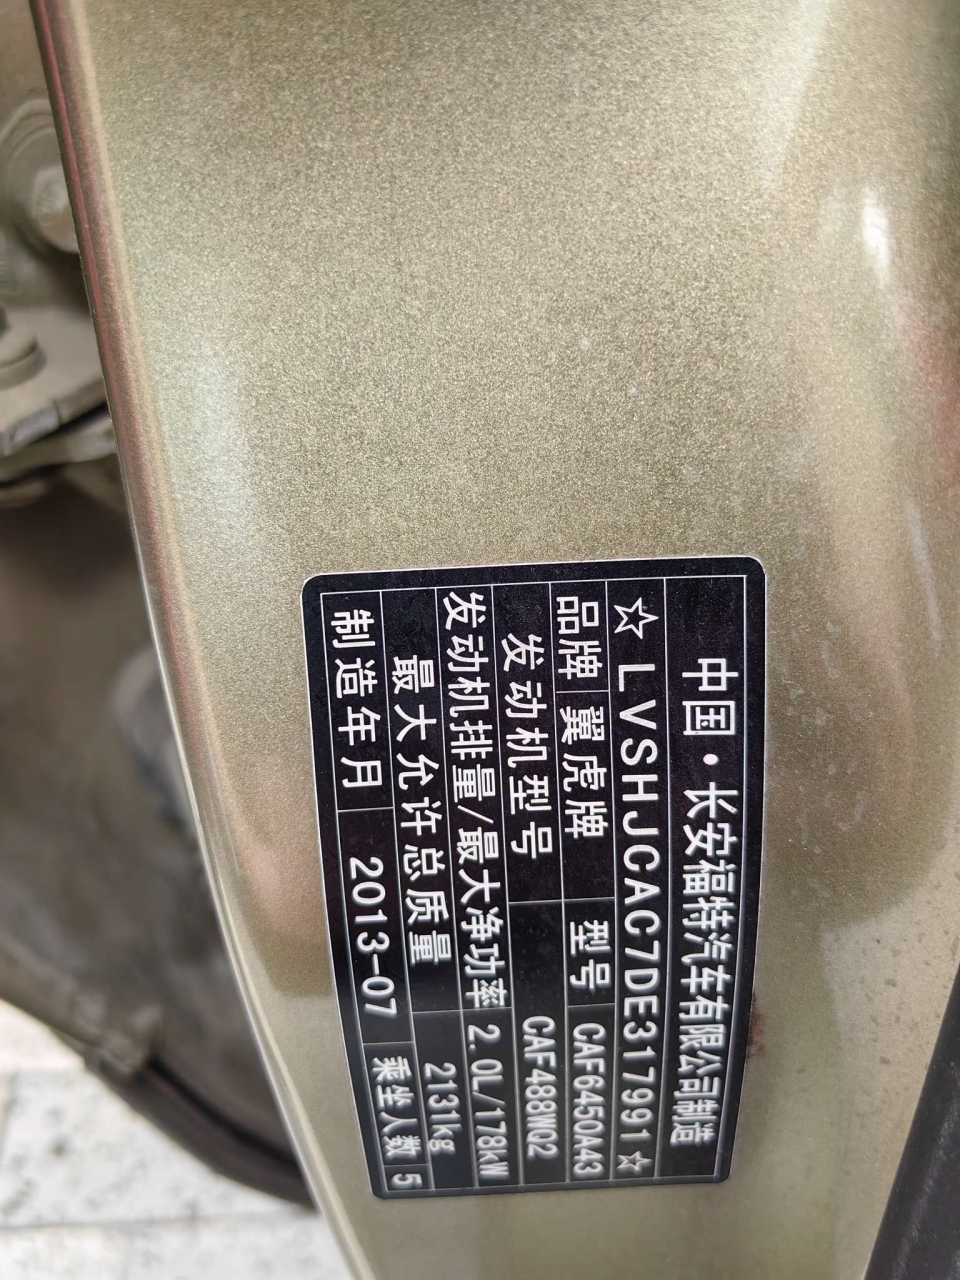 中国·长安福特汽车有限公司制造
☆LVSHJCAC7DE317991☆
品牌 翼虎牌 型号 CAF6450A43
发动机型号 CAF488WQ2
发动机排量/最大净功率 2.0L/178kW
最大允许总质量 2131kg
制造年月 2013-07 乘坐人数 5